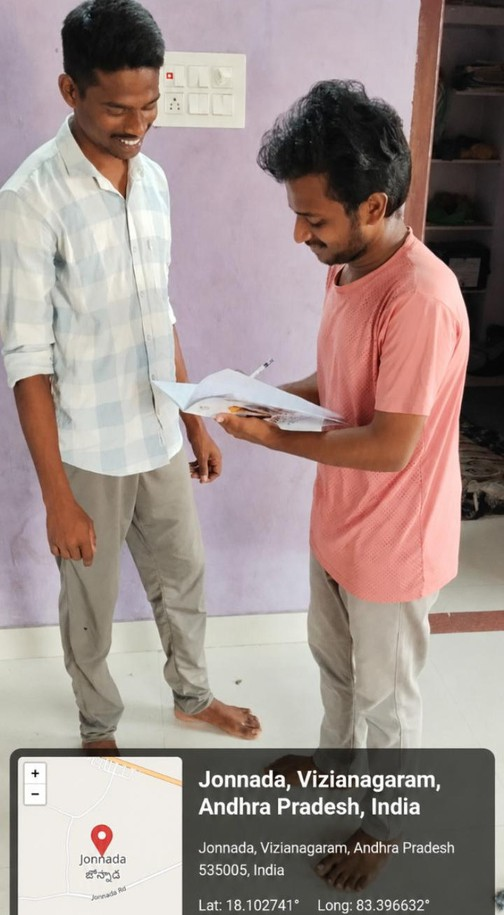 +
−
Jonnada
జోన్నాడ
Jonnada Rd
Jonnada, Vizianagaram,
Andhra Pradesh, India
Jonnada, Vizianagaram, Andhra Pradesh
535005, India
Lat: 18.102741° Long: 83.396632°